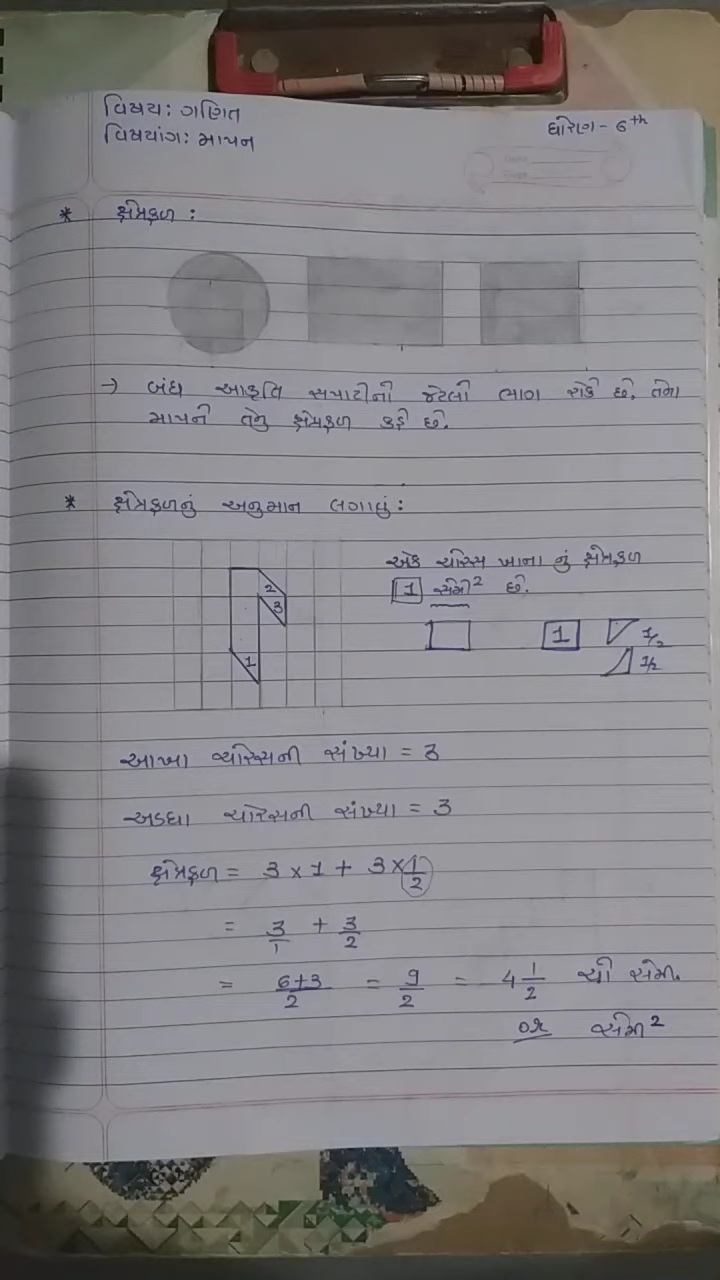 વિષય: ગણિત
વિષયાંગ: માપન
ધોરણ - 6th
* ક્ષેત્રફળ :
→ બંધ આકૃતિ સપાટીનો જેટલો ભાગ રોકે છે, તેના
માપને તેનું ક્ષેત્રફળ કહે છે.
* ક્ષેત્રફળનું અનુમાન લગાવું :
એક ચોરસ ખાના નું ક્ષેત્રફળ
1 સેમી² છે.
2
3
1
1 1/2
1/2
આખા ચોરસની સંખ્યા = 3
અડધા ચોરસની સંખ્યા = 3
ક્ષેત્રફળ = 3 x 1 + 3 x 1/2
= 3/1 + 3/2
= 6+3/2 = 9/2 = 4 1/2 ચો સેમી.
or સેમી²